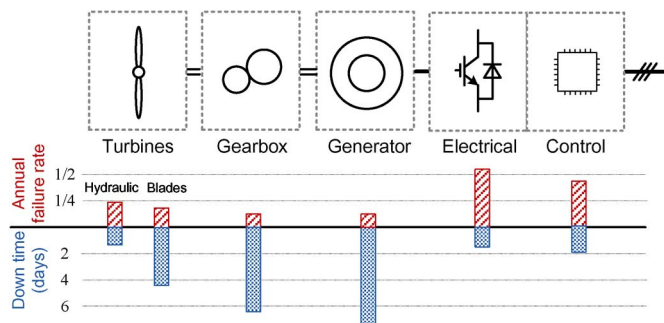 Turbines Gearbox Generator Electrical Control
Annual
failure rate
1/2
1/4
Hydraulic Blades
Down time
(days)
2
4
6